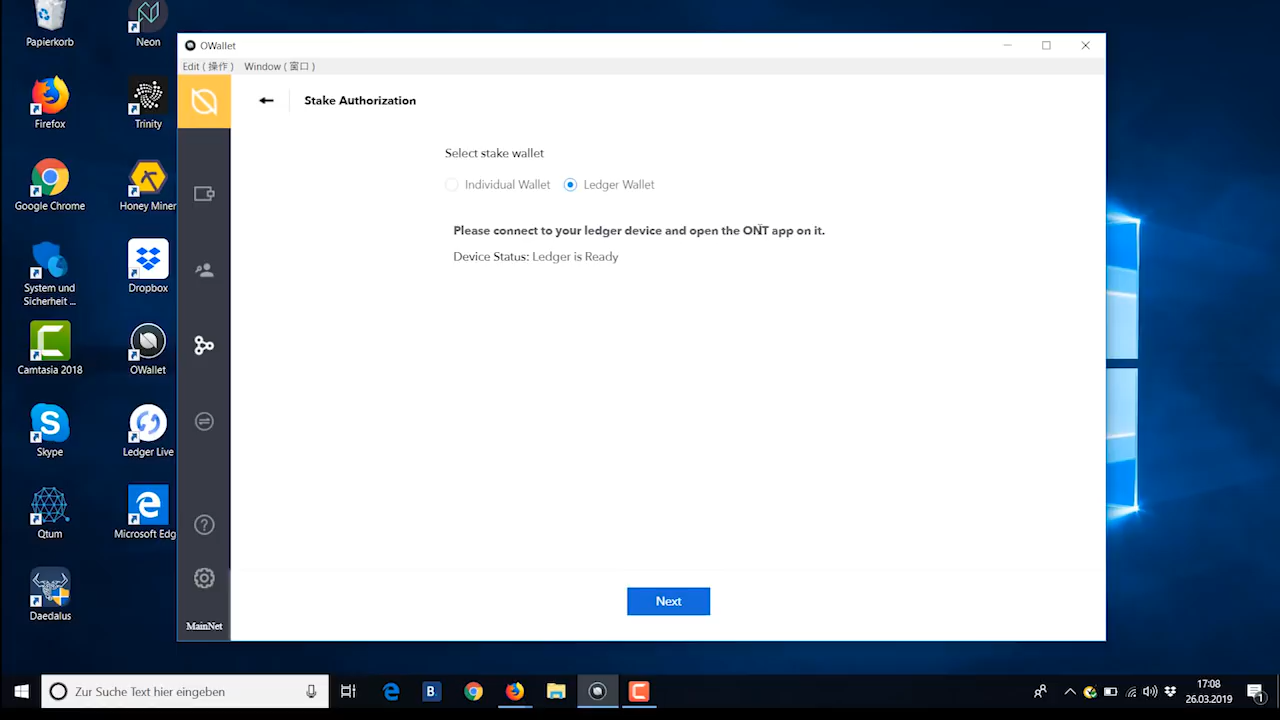 Papierkorb
Neon
Firefox
Trinity
Google Chrome
Honey Miner
System und
Sicherheit ...
Dropbox
Camtasia 2018
OWallet
Skype
Ledger Live
Qtum
Microsoft Edg
Daedalus
OWallet
Edit ( 操作 ) Window ( 窗口 )
Stake Authorization
Select stake wallet
Individual Wallet Ledger Wallet
Please connect to your ledger device and open the ONT app on it.
Device Status: Ledger is Ready
Next
MainNet
Zur Suche Text hier eingeben
B.
17:08
26.03.2019
1